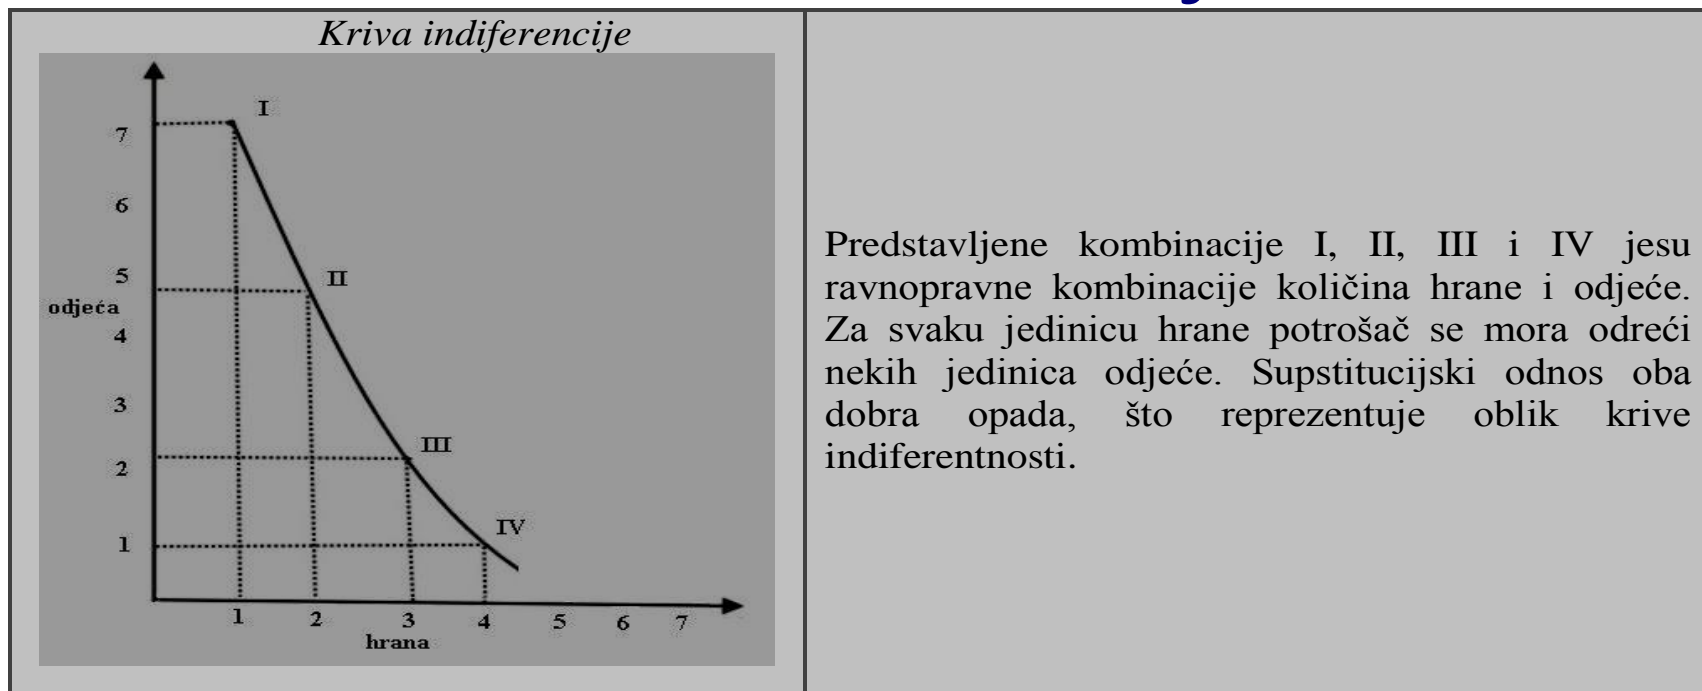 Kriva indiferencije
I
7
6
5
II
odjeća
4
3
III
2
IV
1
1 2 3 4 5 6 7
hrana
Predstavljene kombinacije I, II, III i IV jesu
ravnopravne kombinacije količina hrane i odjeće.
Za svaku jedinicu hrane potrošač se mora odreći
nekih jedinica odjeće. Supstitucijski odnos oba
dobra opada, što reprezentuje oblik krive
indiferentnosti.